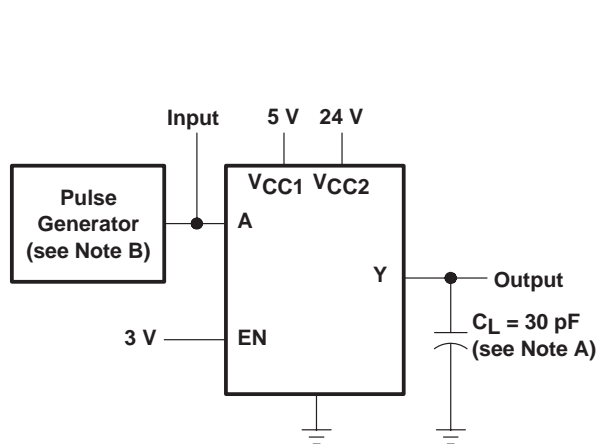 Input
5 V 24 V
VCC1 VCC2
Pulse
Generator
(see Note B)
A
Y
Output
CL = 30 pF
(see Note A)
3 V
EN